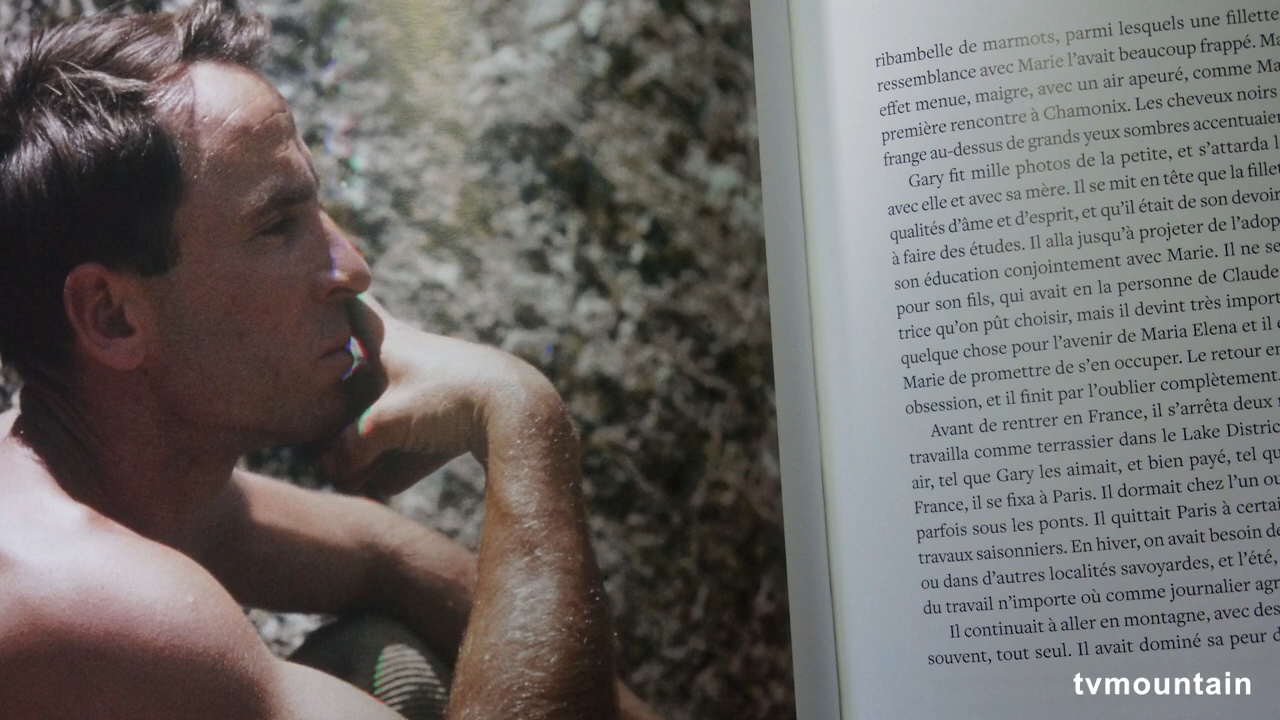 ribambelle de marmots, parmi lesquels une fillette
ressemblance avec Marie l'avait beaucoup frappé. Ma
effet menue, maigre, avec un air apeuré, comme Ma
première rencontre à Chamonix. Les cheveux noirs
frange au-dessus de grands yeux sombres accentuaien
Gary fit mille photos de la petite, et s'attarda l
avec elle et avec sa mère. Il se mit en tête que la fillet
qualités d'âme et d'esprit, et qu'il était de son devoir
à faire des études. Il alla jusqu'à projeter de l'adop
son éducation conjointement avec Marie. Il ne se
pour son fils, qui avait en la personne de Claude
trice qu'on pût choisir, mais il devint très import
quelque chose pour l'avenir de Maria Elena et il
Marie de promettre de s'en occuper. Le retour en
obsession, et il finit par l'oublier complètement.
Avant de rentrer en France, il s'arrêta deux
travailla comme terrassier dans le Lake Distric
air, tel que Gary les aimait, et bien payé, tel qu
France, il se fixa à Paris. Il dormait chez l'un ou
parfois sous les ponts. Il quittait Paris à certai
travaux saisonniers. En hiver, on avait besoin de
ou dans d'autres localités savoyardes, et l'été,
du travail n'importe où comme journalier agr
Il continuait à aller en montagne, avec des
souvent, tout seul. Il avait dominé sa peur d
tvmountain